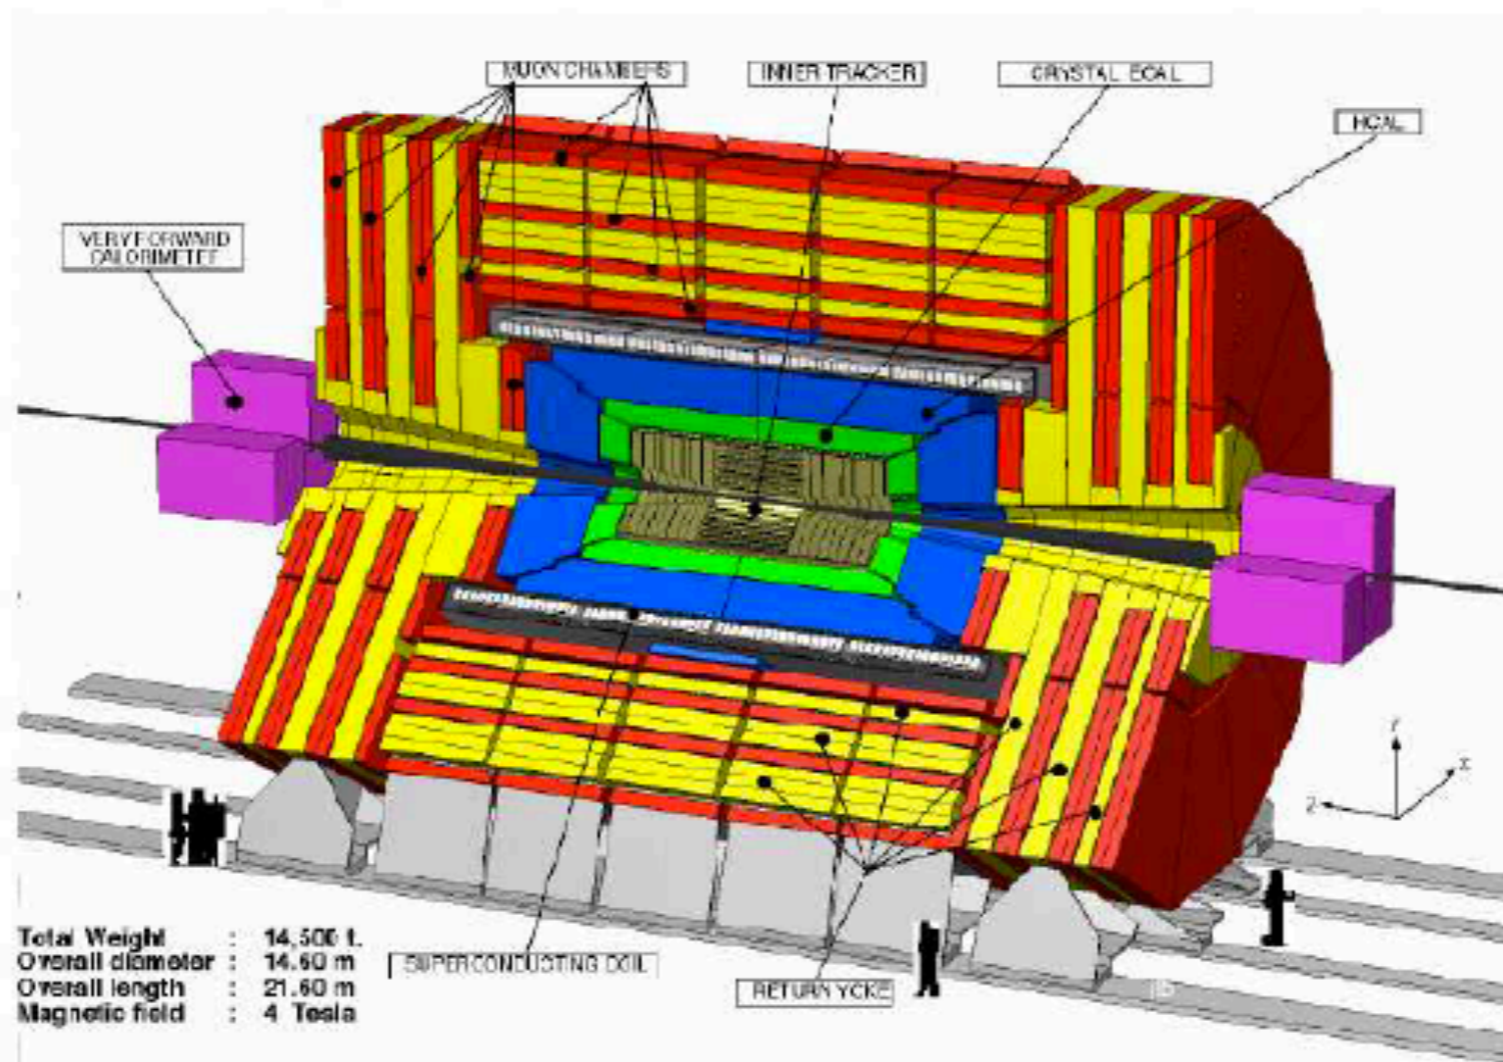 MUON CHAMBERS
INNER TRACKER
CRYSTAL ECAL
HCAL
VERY FORWARD
CALORIMETER
Y
X
Z
Total Weight : 14,500 t.
Overall diameter : 14.60 m
Overall length : 21.60 m
Magnetic field : 4 Tesla
SUPERCONDUCTING COIL
RETURN YOKE